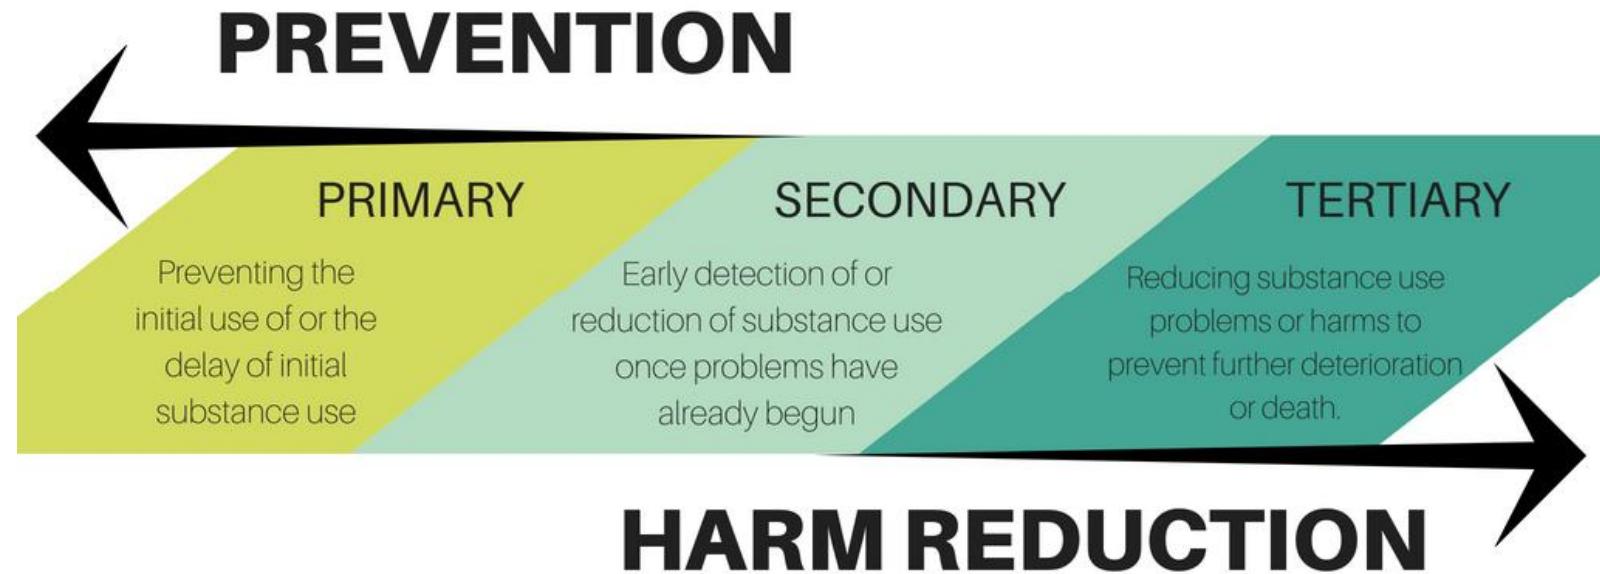 PREVENTION
PRIMARY
Preventing the
initial use of or the
delay of initial
substance use
SECONDARY
Early detection of or
reduction of substance use
once problems have
already begun
TERTIARY
Reducing substance use
problems or harms to
prevent further deterioration
or death.
HARM REDUCTION